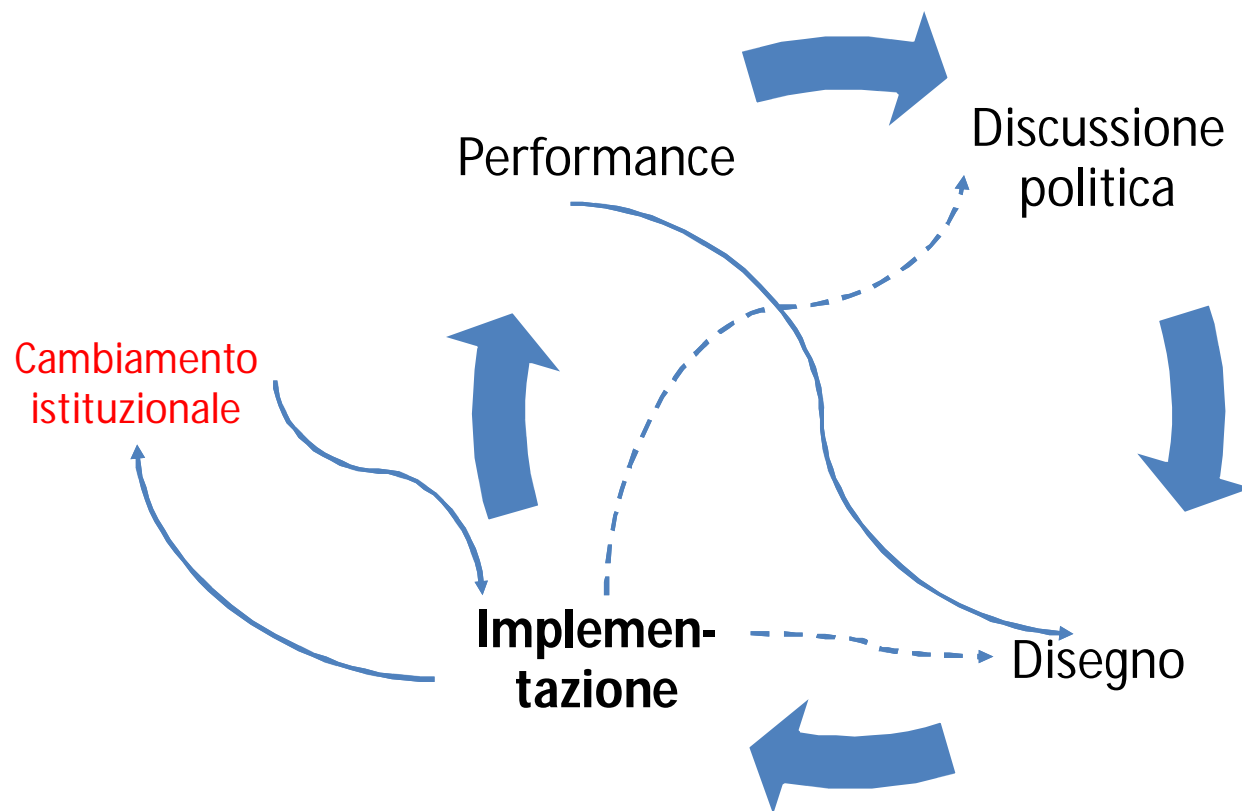 Performance
Discussione
politica
Cambiamento
istituzionale
Implemen-
tazione
Disegno